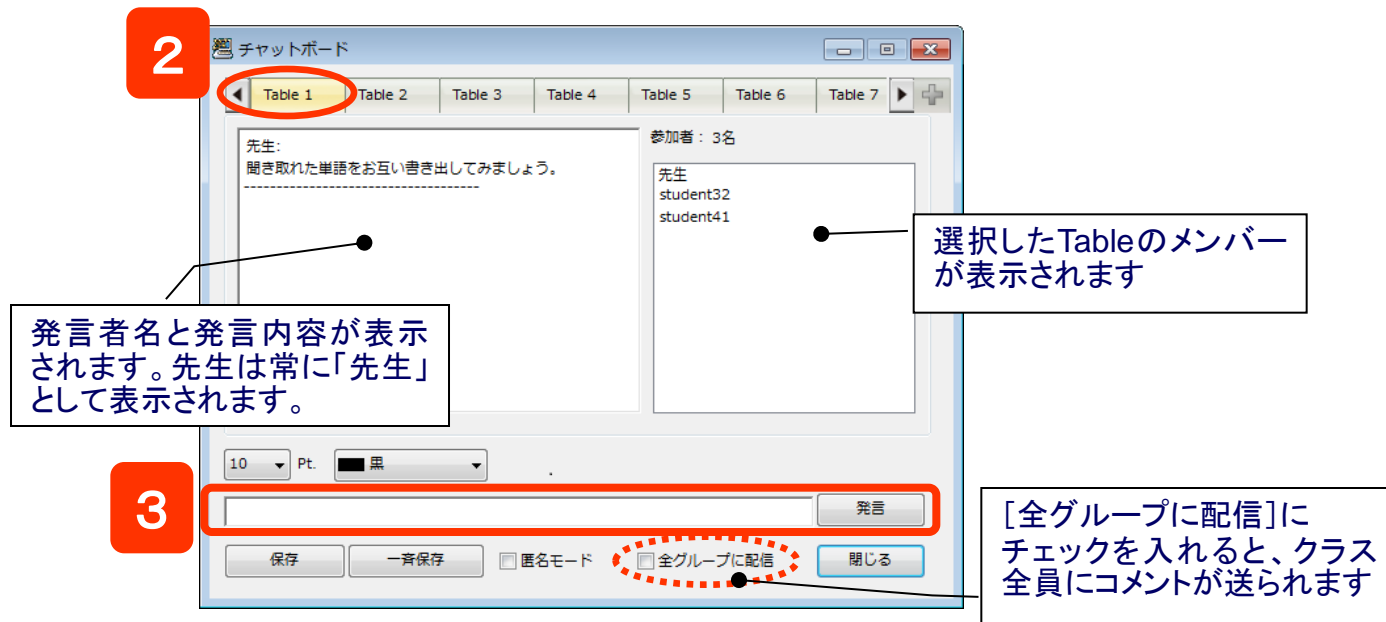 2
チャットボード
Table 1 Table 2 Table 3 Table 4 Table 5 Table 6 Table 7
先生:
聞き取れた単語をお互い書き出してみましょう。
------------------------------------
参加者： 3名
先生
student32
student41
選択したTableのメンバー
が表示されます
発言者名と発言内容が表示
されます。先生は常に「先生」
として表示されます。
10 Pt. 黒
.
3
発言
保存 一斉保存 匿名モード 全グループに配信 閉じる
［全グループに配信］に
チェックを入れると、クラス
全員にコメントが送られます